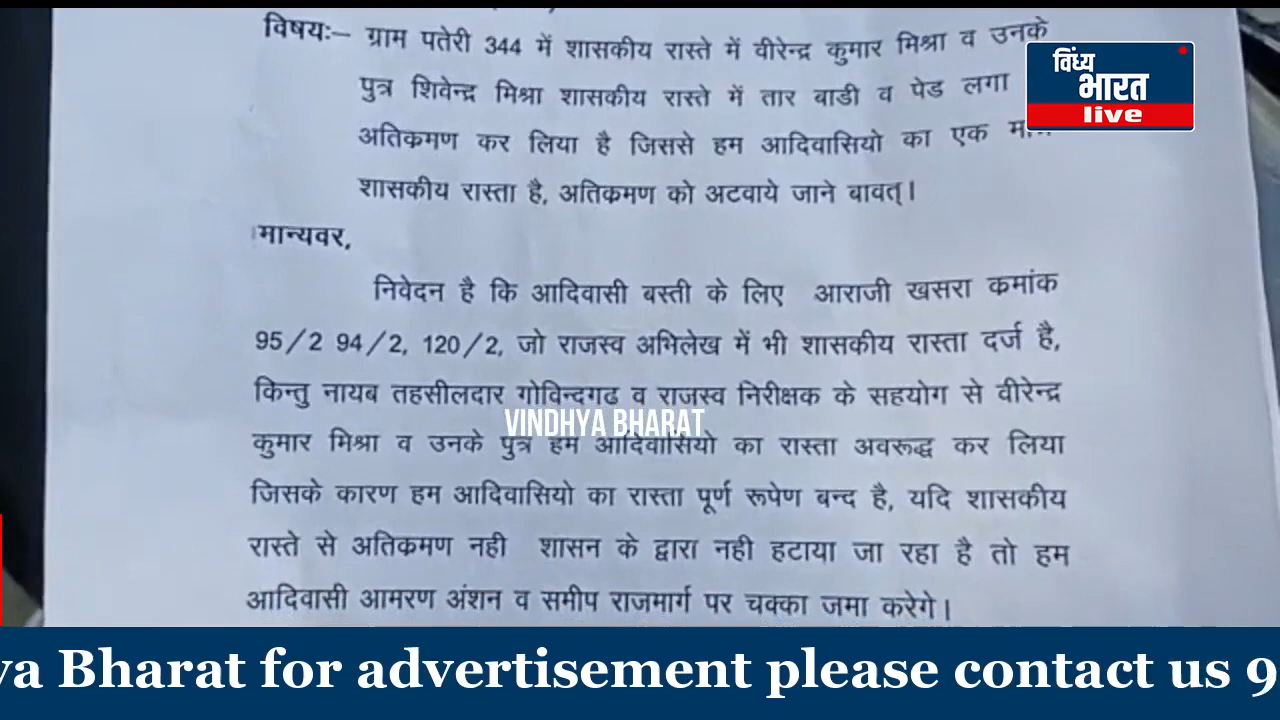 विषयः– ग्राम पतेरी 344 में शासकीय रास्ते में वीरेन्द्र कुमार मिश्रा व उनके
पुत्र शिवेन्द्र मिश्रा शासकीय रास्ते में तार बाडी व पेड लगा
अतिक्रमण कर लिया है जिससे हम आदिवासियो का एक
शासकीय रास्ता है, अतिक्रमण को अटवाये जाने बावत्।
मान्यवर,
निवेदन है कि आदिवासी बस्ती के लिए आराजी खसरा कमांक
95/2 94/2, 120/2, जो राजस्व अभिलेख में भी शासकीय रास्ता दर्ज है,
किन्तु नायब तहसीलदार गोविन्दगढ व राजस्व निरीक्षक के सहयोग से वीरेन्द्र
कुमार मिश्रा व उनके पुत्र हम आदिवासियो का रास्ता अवरूद्ध कर लिया
जिसके कारण हम आदिवासियो का रास्ता पूर्ण रूपेण बन्द है, यदि शासकीय
रास्ते से अतिक्रमण नही शासन के द्वारा नही हटाया जा रहा है तो हम
आदिवासी आमरण अंशन व समीप राजमार्ग पर चक्का जमा करेगे।
विंध्य
भारत
live
VINDHYA BHARAT
ya Bharat for advertisement please contact us 9